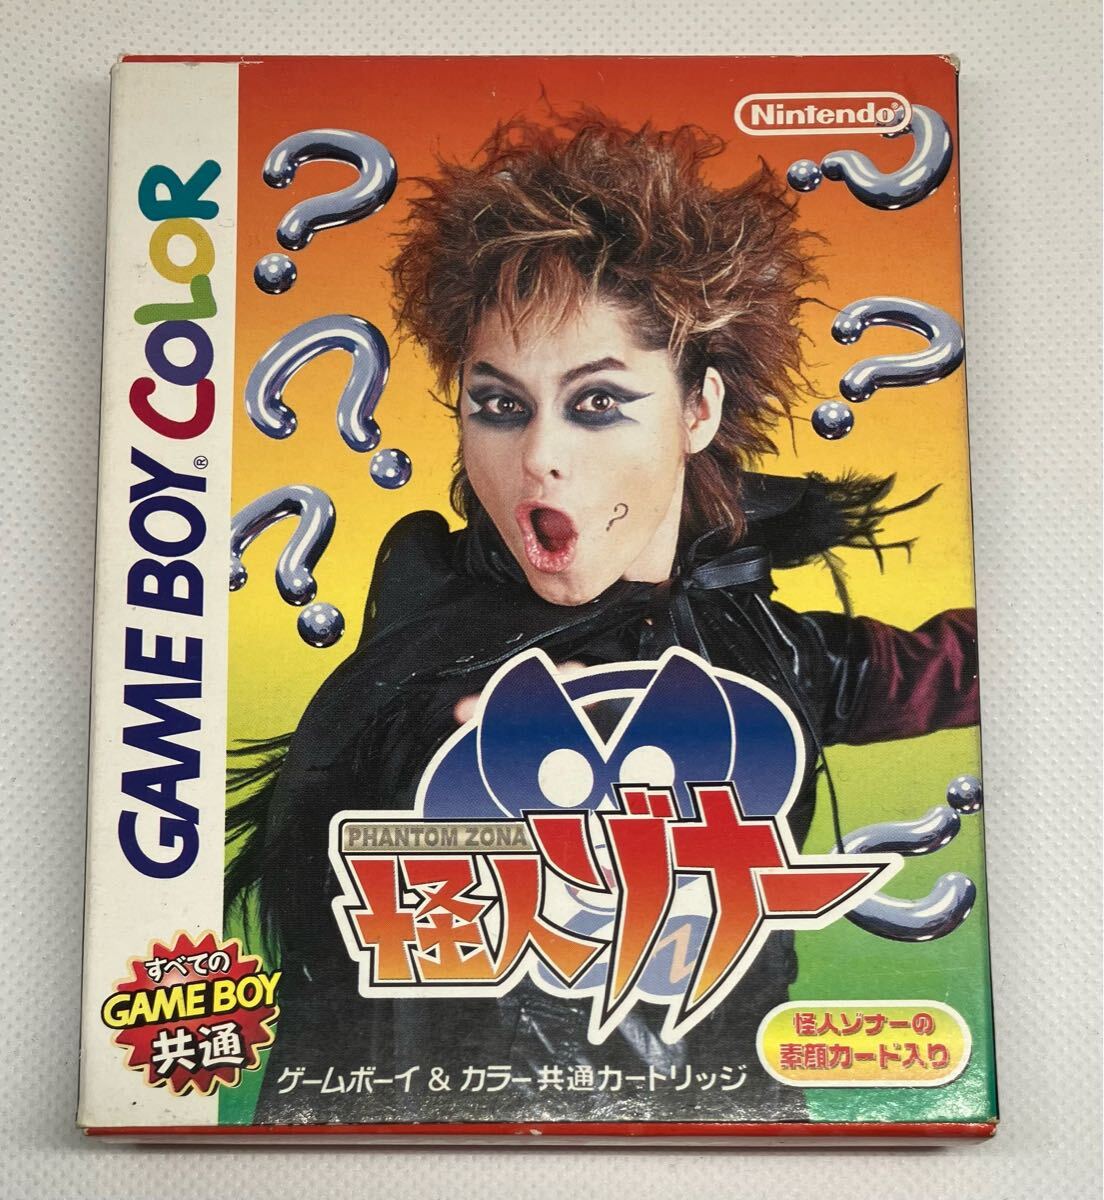 Nintendo®
GAME BOY® COLOR
?
PHANTOM ZONA
怪人ゾナー
すべての
GAME BOY
共通
怪人ゾナーの
素顔カード入り
ゲームボーイ & カラー共通カートリッジ